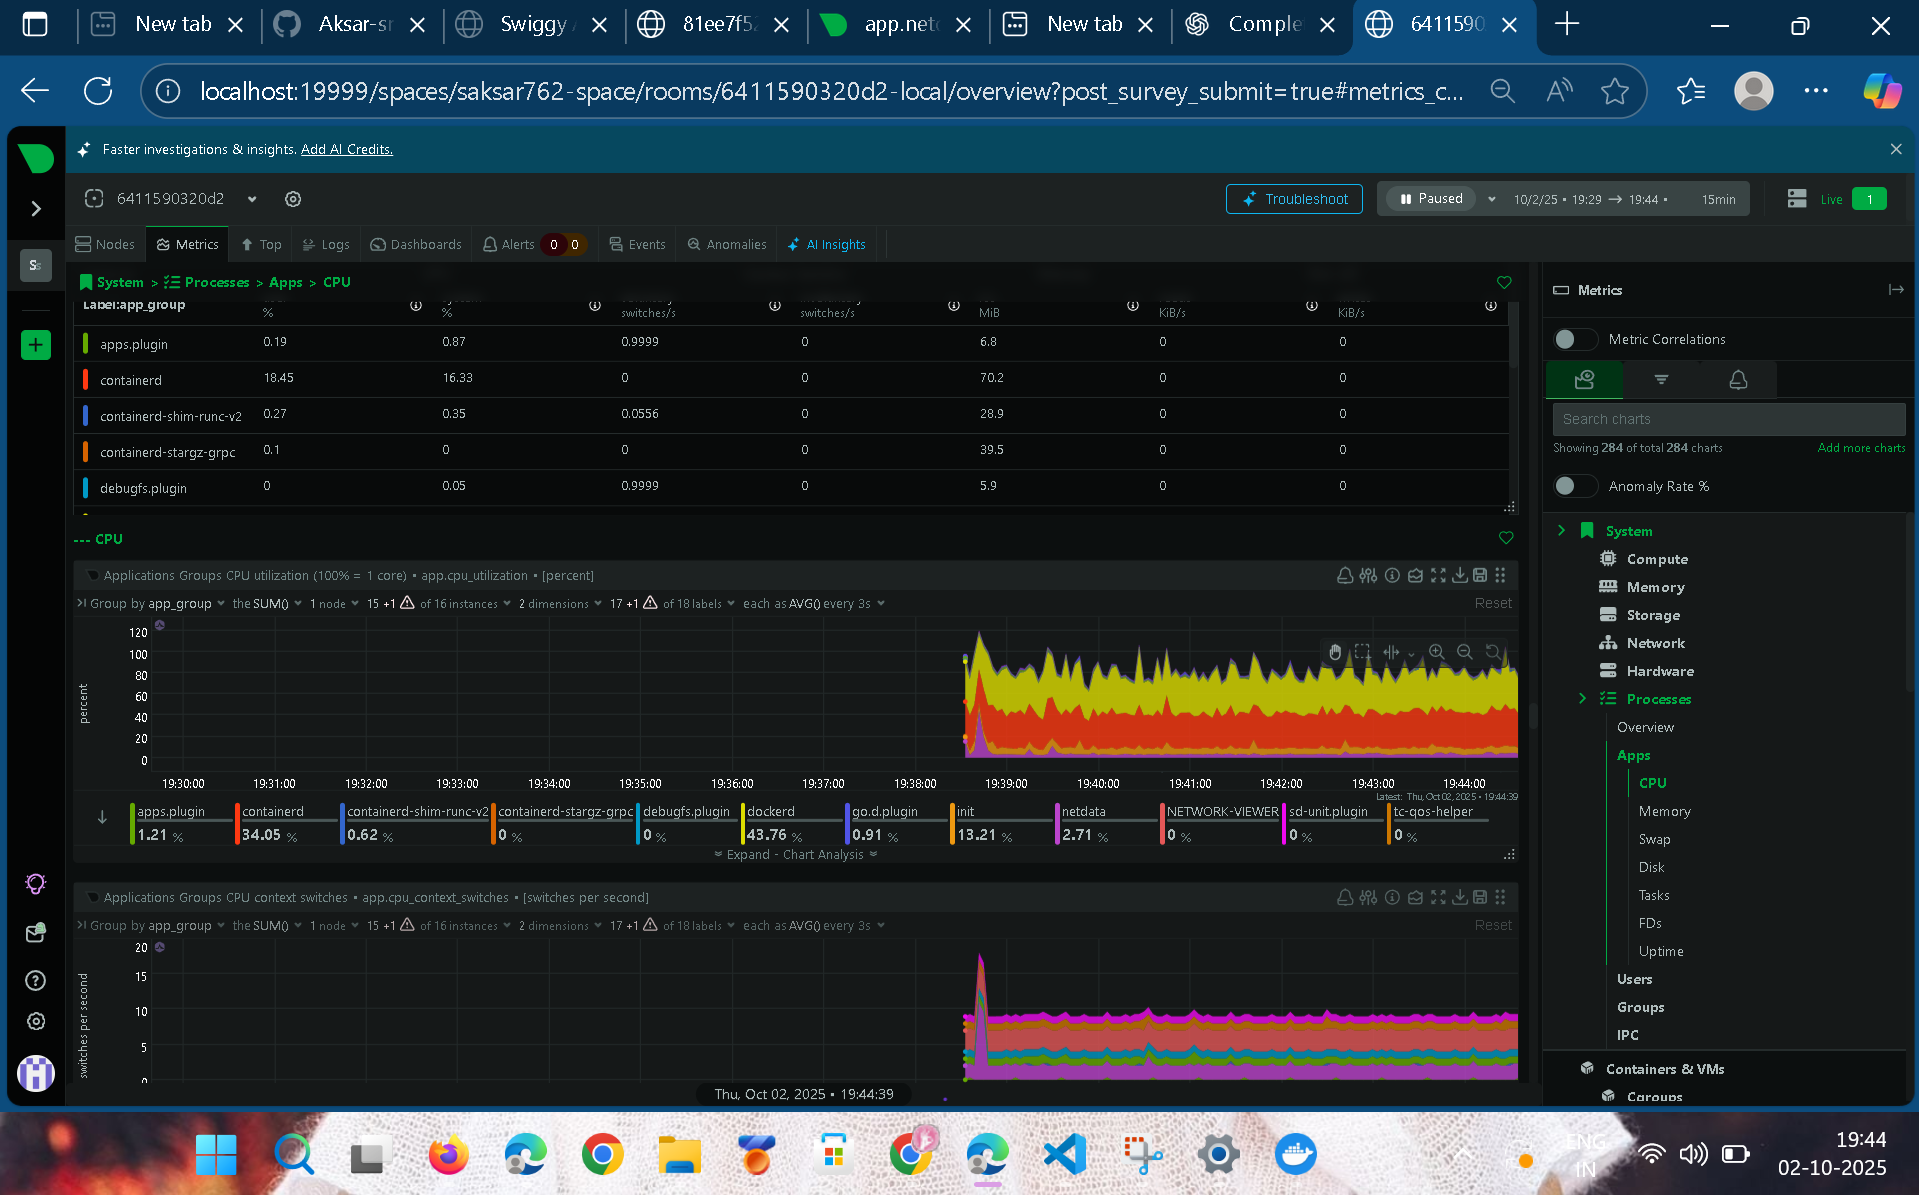 New tab
Aksar-sr
Swiggy
81ee7f52
app.netd
New tab
Comple
6411590
localhost:19999/spaces/saksar762-space/rooms/6411590320d2-local/overview?post_survey_submit=true#metrics_c...
Faster investigations & insights. Add AI Credits.
6411590320d2
Troubleshoot
Paused
10/2/25 • 19:29 → 19:44 •
15min
Live
1
Nodes
Metrics
Top
Logs
Dashboards
Alerts
0 0
Events
Anomalies
AI Insights
System > Processes > Apps > CPU
Label:app_group
% % switches/s switches/s MiB KiB/s KiB/s
apps.plugin 0.19 0.87 0.9999 0 6.8 0 0
containerd 18.45 16.33 0 0 70.2 0 0
containerd-shim-runc-v2 0.27 0.35 0.0556 0 28.9 0 0
containerd-stargz-grpc 0.1 0 0 0 39.5 0 0
debugfs.plugin 0 0.05 0.9999 0 5.9 0 0
--- CPU
Applications Groups CPU utilization (100% = 1 core) • app.cpu_utilization • [percent]
Group by app_group the SUM() 1 node 15 +1 of 16 instances 2 dimensions 17 +1 of 18 labels each as AVG() every 3s Reset
percent
120
100
80
60
40
20
0
19:30:00 19:31:00 19:32:00 19:33:00 19:34:00 19:35:00 19:36:00 19:37:00 19:38:00 19:39:00 19:40:00 19:41:00 19:42:00 19:43:00 19:44:00
Latest: Thu, Oct 02, 2025 • 19:44:39
apps.plugin containerd containerd-shim-runc-v2 containerd-stargz-grpc debugfs.plugin dockerd go.d.plugin init netdata NETWORK-VIEWER sd-unit.plugin tc-qos-helper
1.21 % 34.05 % 0.62 % 0 % 0 % 43.76 % 0.91 % 13.21 % 2.71 % 0 % 0 % 0 %
Expand - Chart Analysis
Applications Groups CPU context switches • app.cpu_context_switches • [switches per second]
Group by app_group the SUM() 1 node 15 +1 of 16 instances 2 dimensions 17 +1 of 18 labels each as AVG() every 3s Reset
switches per second
20
15
10
5
0
Thu, Oct 02, 2025 • 19:44:39
Metrics
Metric Correlations
Search charts
Showing 284 of total 284 charts
Add more charts
Anomaly Rate %
System
Compute
Memory
Storage
Network
Hardware
Processes
Overview
Apps
CPU
Memory
Swap
Disk
Tasks
FDs
Uptime
Users
Groups
IPC
Containers & VMs
Cgroups
ENG
IN
19:44
02-10-2025